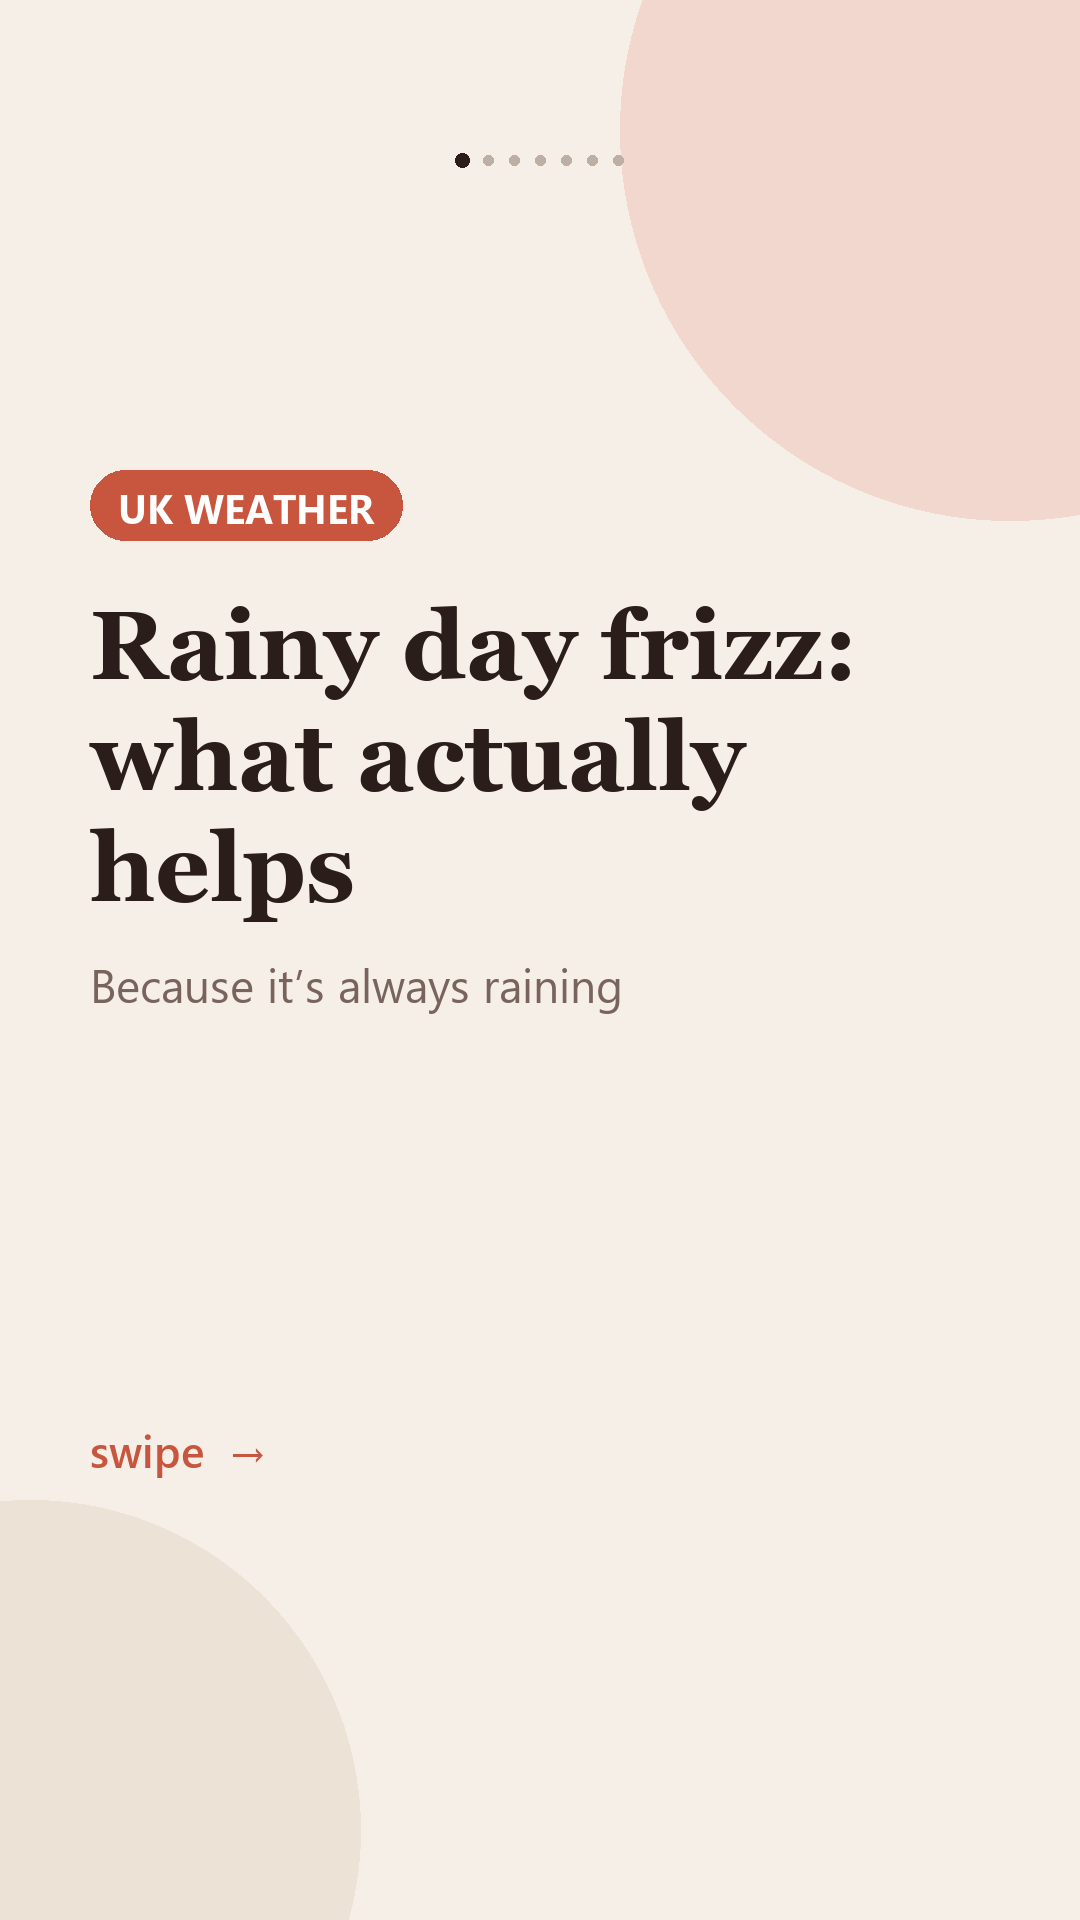 UK WEATHER
Rainy day frizz:
what actually
helps
Because it’s always raining
swipe →